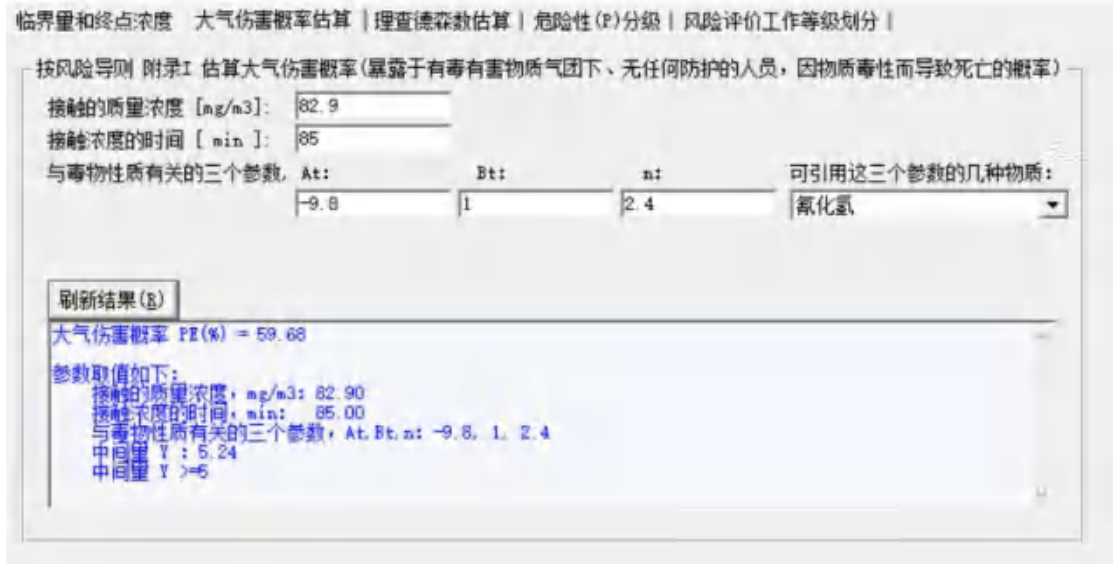 临界量和终点浓度 大气伤害概率估算 | 理查德森数估算 | 危险性(P)分级 | 风险评价工作等级划分 |
按风险导则 附录I 估算大气伤害概率(暴露于有毒有害物质气团下、无任何防护的人员，因物质毒性而导致死亡的概率)
接触的质量浓度 [mg/m3]: 82.9
接触浓度的时间 [ min ]: 85
与毒物性质有关的三个参数, At: Bt: n: 可引用这三个参数的几种物质:
-9.8 1 2.4 氰化氢
刷新结果(R)
大气伤害概率 PE(%) = 59.68
参数取值如下:
接触的质量浓度，mg/m3: 82.90
接触浓度的时间，min: 85.00
与毒物性质有关的三个参数，At,Bt,n: -9.8, 1, 2.4
中间量 Y : 5.24
中间量 Y >=5